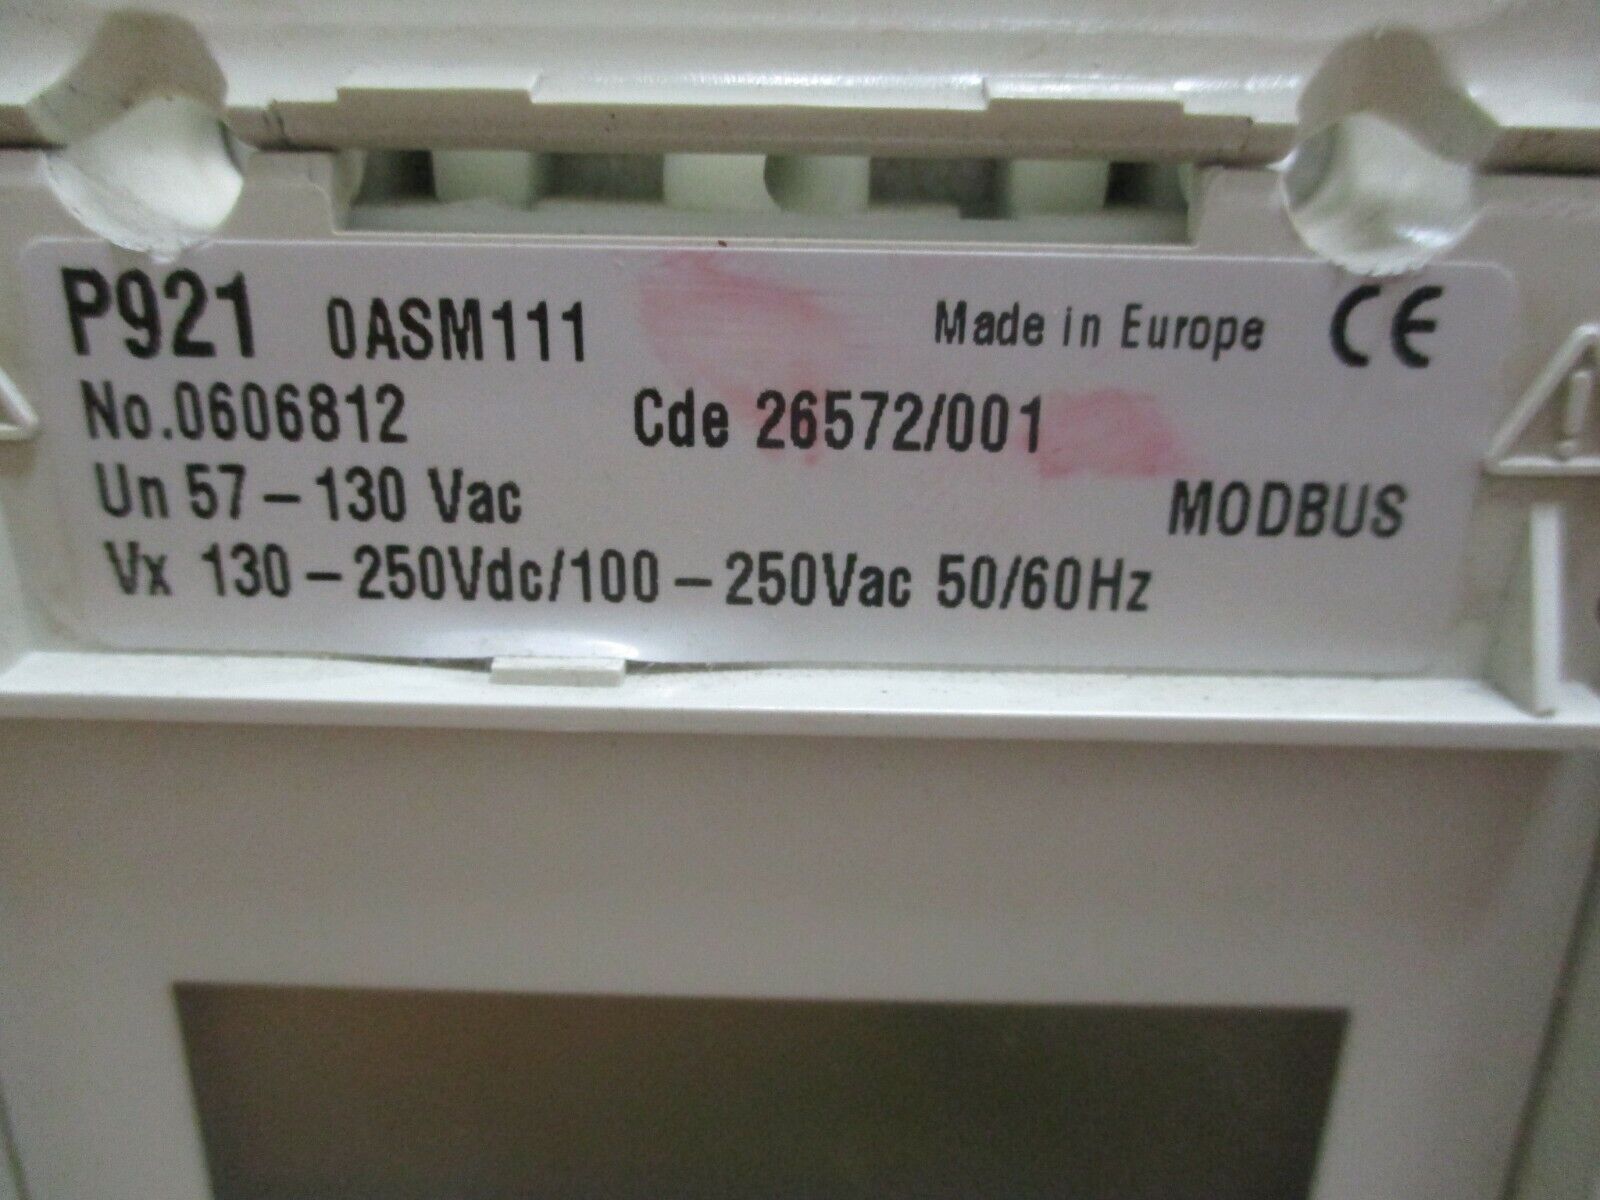 P921 0ASM111 Made in Europe CE
No.0606812 Cde 26572/001
Un 57-130 Vac MODBUS
Vx 130-250Vdc/100-250Vac 50/60Hz